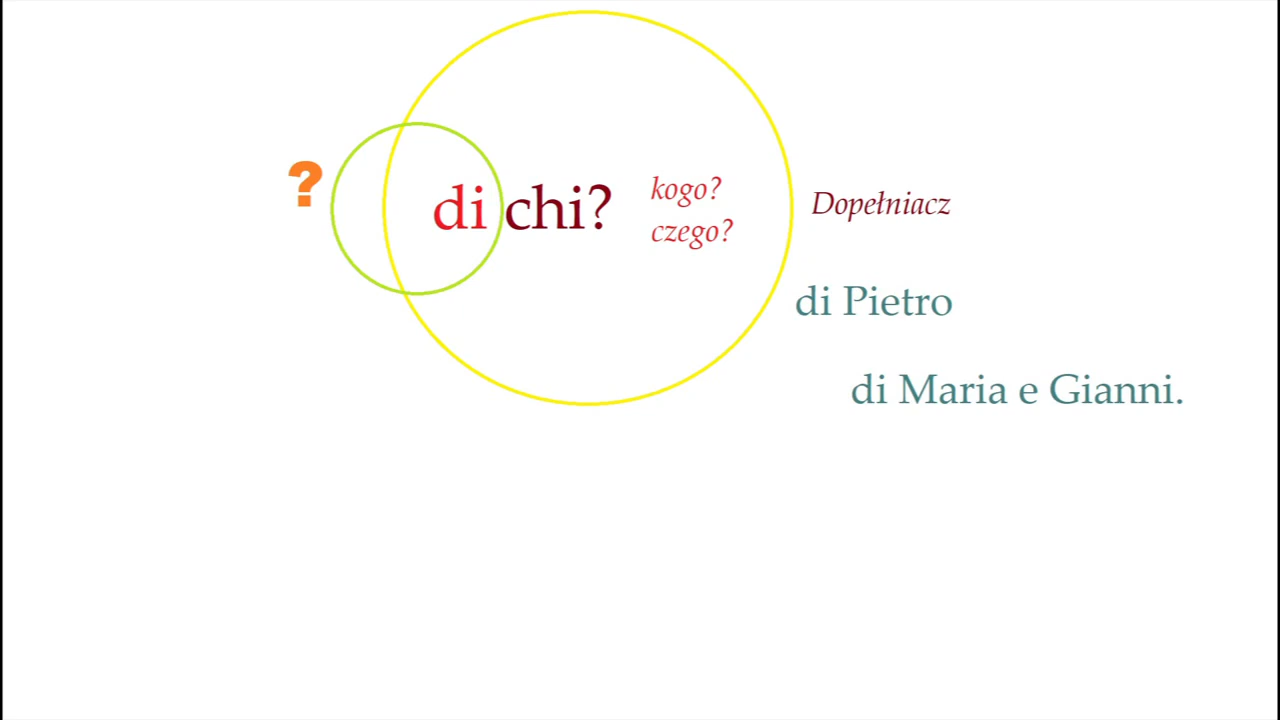 ?
di chi?
kogo?
czego?
Dopełniacz
di Pietro
di Maria e Gianni.